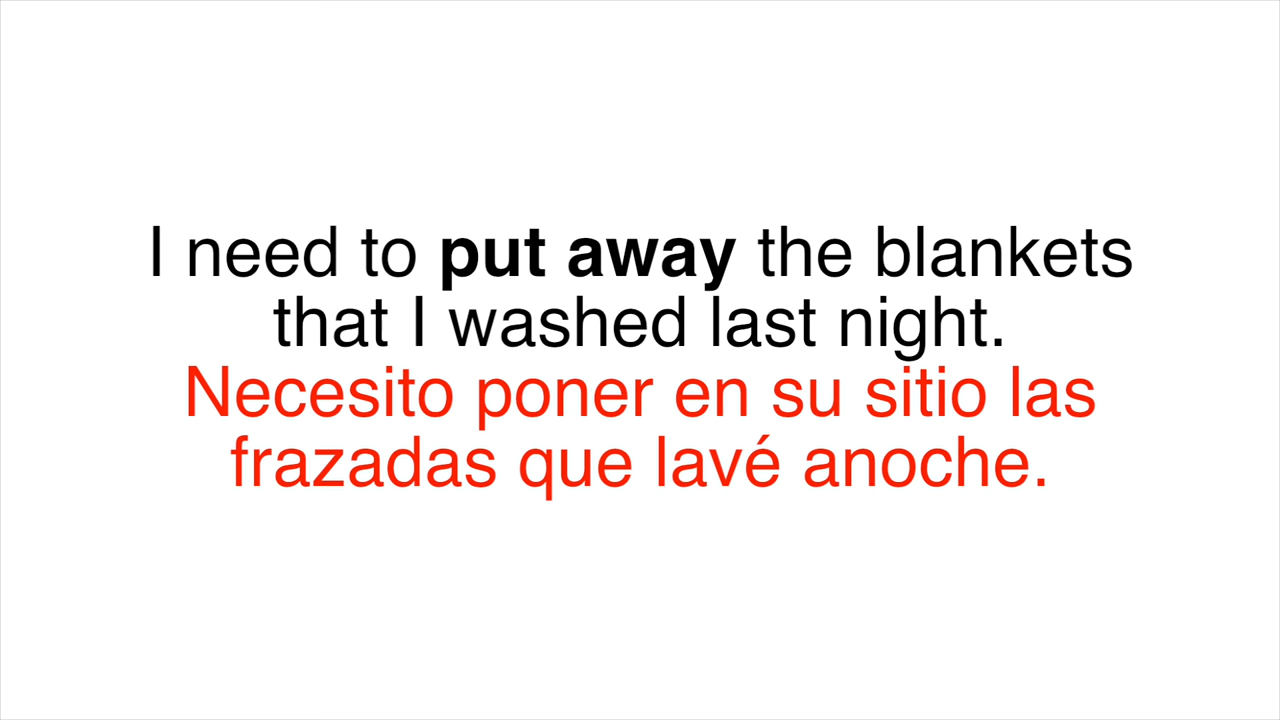 I need to put away the blankets
that I washed last night.
Necesito poner en su sitio las
frazadas que lavé anoche.